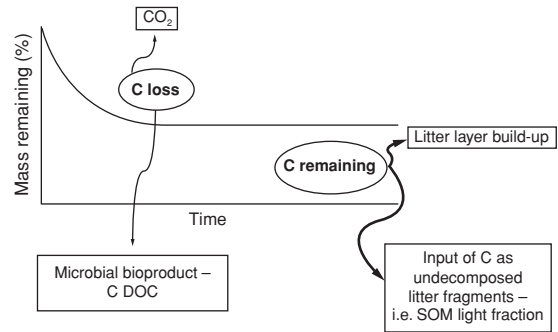 CO₂
C loss
Mass remaining (%)
C remaining
Litter layer build-up
Time
Microbial bioproduct –
C DOC
Input of C as
undecomposed
litter fragments –
i.e. SOM light fraction